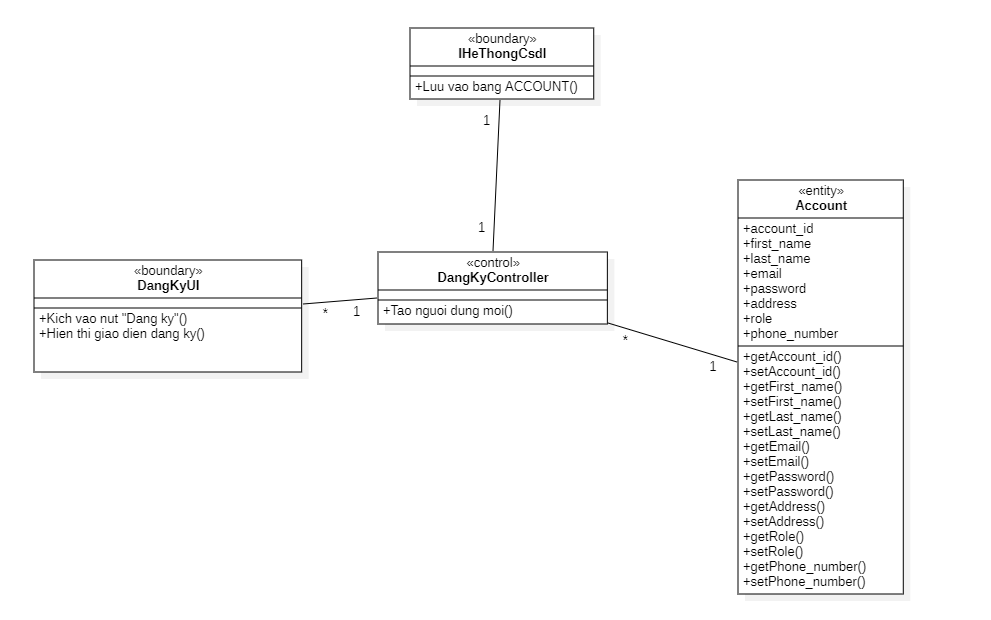 «boundary»
IHeThongCsdl
+Luu vao bang ACCOUNT()
1
1
«boundary»
DangKyUI
+Kich vao nut "Dang ky"()
+Hien thi giao dien dang ky()
*
1
«control»
DangKyController
+Tao nguoi dung moi()
*
1
«entity»
Account
+account_id
+first_name
+last_name
+email
+password
+address
+role
+phone_number
+getAccount_id()
+setAccount_id()
+getFirst_name()
+setFirst_name()
+getLast_name()
+setLast_name()
+getEmail()
+setEmail()
+getPassword()
+setPassword()
+getAddress()
+setAddress()
+getRole()
+setRole()
+getPhone_number()
+setPhone_number()